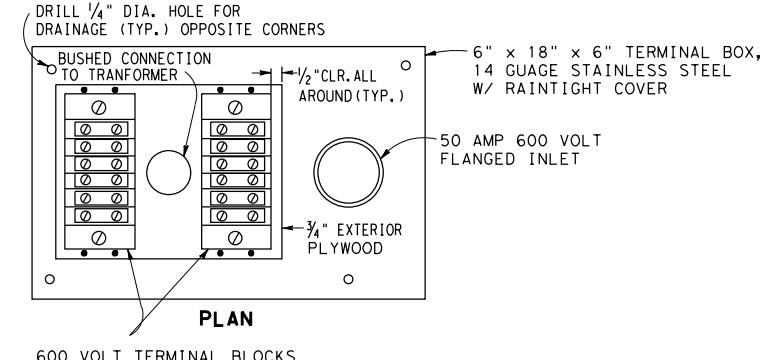 DRILL 1/4" DIA. HOLE FOR
DRAINAGE (TYP.) OPPOSITE CORNERS
BUSHED CONNECTION
TO TRANFORMER
1/2"CLR.ALL
AROUND(TYP.)
6" x 18" x 6" TERMINAL BOX,
14 GUAGE STAINLESS STEEL
W/ RAINTIGHT COVER
50 AMP 600 VOLT
FLANGED INLET
3/4" EXTERIOR
PLYWOOD
PLAN
600 VOLT TERMINAL BLOCKS